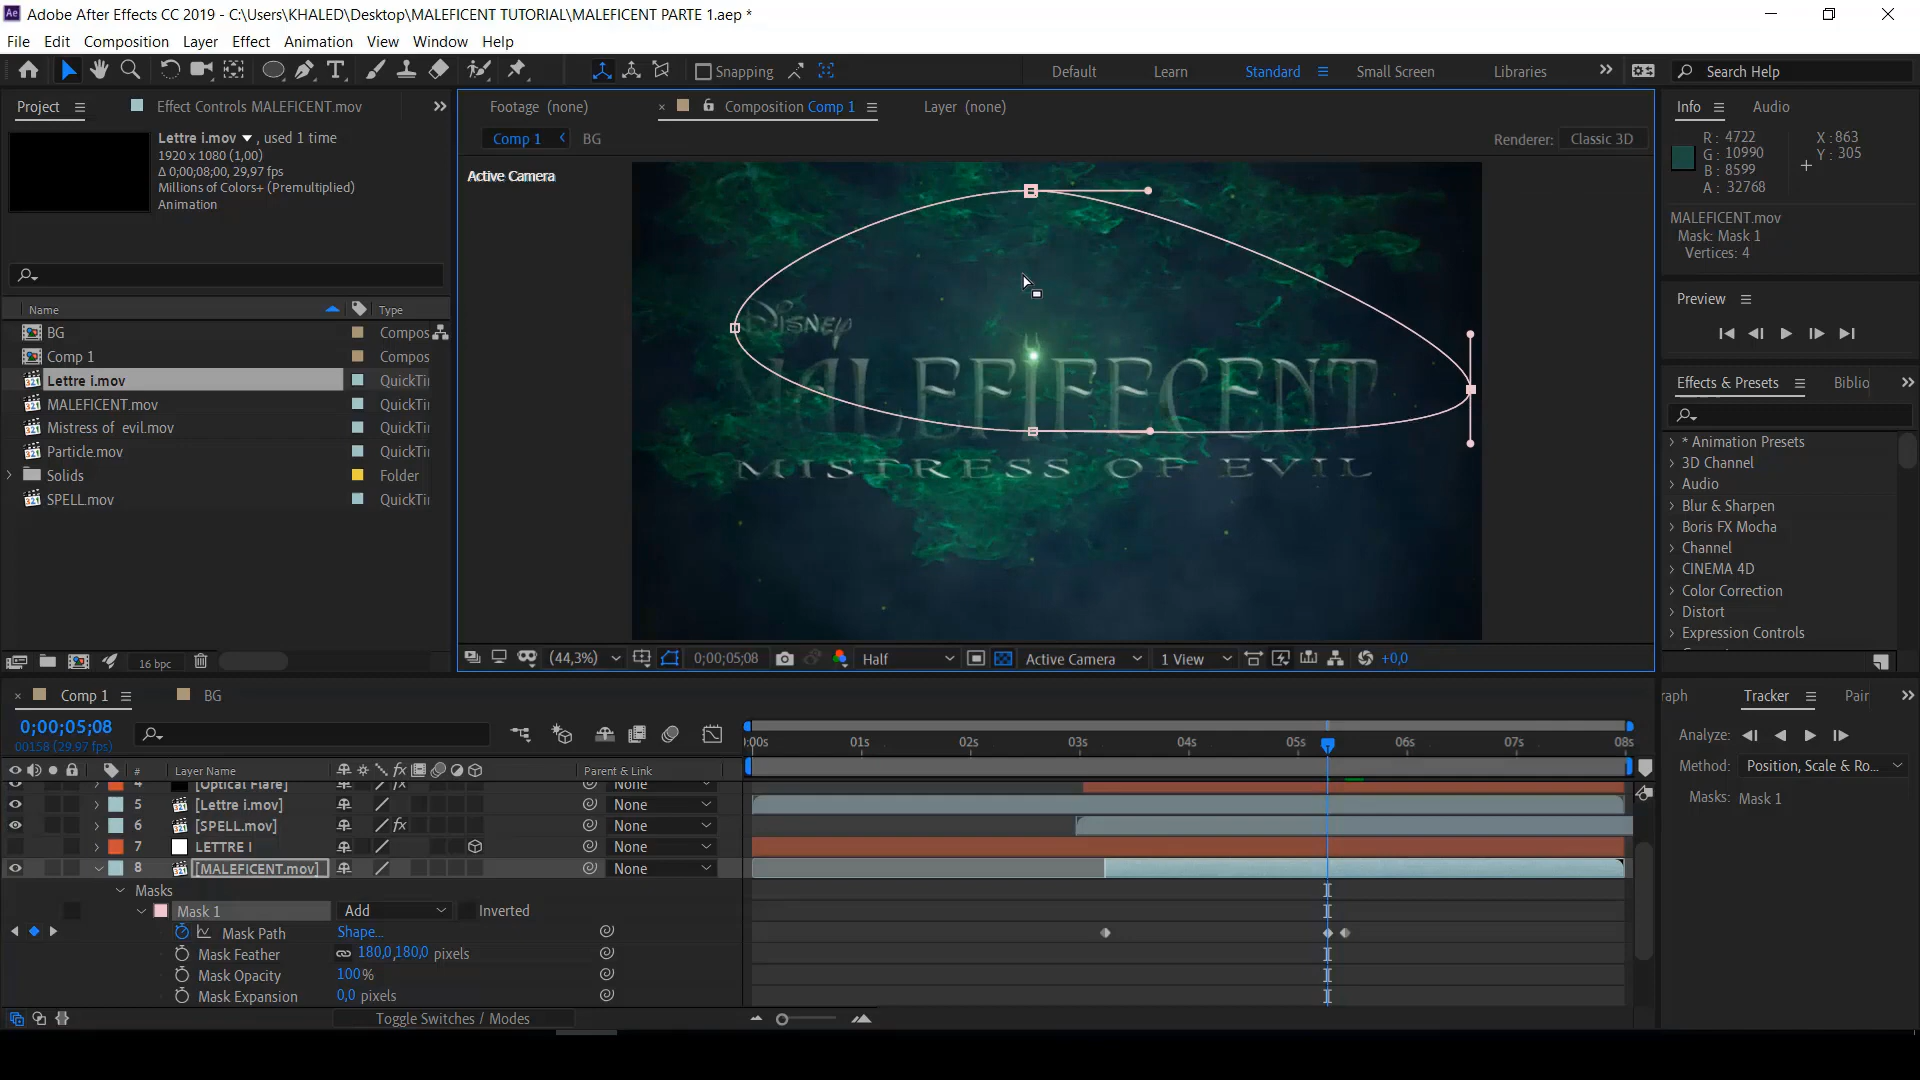 Adobe After Effects CC 2019 - C:\Users\KHALED\Desktop\MALEFICENT TUTORIAL\MALEFICENT PARTE 1.aep *
File Edit Composition Layer Effect Animation View Window Help
Snapping Default Learn Standard Small Screen Libraries Search Help
Project Effect Controls MALEFICENT.mov
Lettre i.mov , used 1 time
1920 x 1080 (1,00)
Δ 0;00;08;00, 29,97 fps
Millions of Colors+ (Premultiplied)
Animation
Name Type
BG Compos
Comp 1 Compos
Lettre i.mov QuickTi
MALEFICENT.mov QuickTi
Mistress of evil.mov QuickTi
Particle.mov QuickTi
Solids Folder
SPELL.mov QuickTi
16 bpc
Footage (none) × Composition Comp 1 Layer (none)
Comp 1 BG Renderer: Classic 3D
Active Camera
DISNEY
MALEFIFECENT
MISTRESS OF EVIL
(44,3%) 0;00;05;08 Half Active Camera 1 View +0,0
Info Audio
R: 4722 X: 863
G: 10990 Y: 305
B: 8599
A: 32768
MALEFICENT.mov
Mask: Mask 1
Vertices: 4
Preview
Effects & Presets Biblio
* Animation Presets
3D Channel
Audio
Blur & Sharpen
Boris FX Mocha
Channel
CINEMA 4D
Color Correction
Distort
Expression Controls
× Comp 1 BG
0;00;05;08
00158 (29.97 fps)
# Layer Name fx Parent & Link
:00s 01s 02s 03s 04s 05s 06s 07s 08s
4 [Optical Flare] fx None
5 [Lettre i.mov] None
6 [SPELL.mov] fx None
7 LETTRE I None
8 [MALEFICENT.mov] None
Masks
Mask 1 Add Inverted
Mask Path Shape...
Mask Feather 180,0,180,0 pixels
Mask Opacity 100%
Mask Expansion 0,0 pixels
Toggle Switches / Modes
raph Tracker Pair
Analyze:
Method: Position, Scale & Ro...
Masks: Mask 1